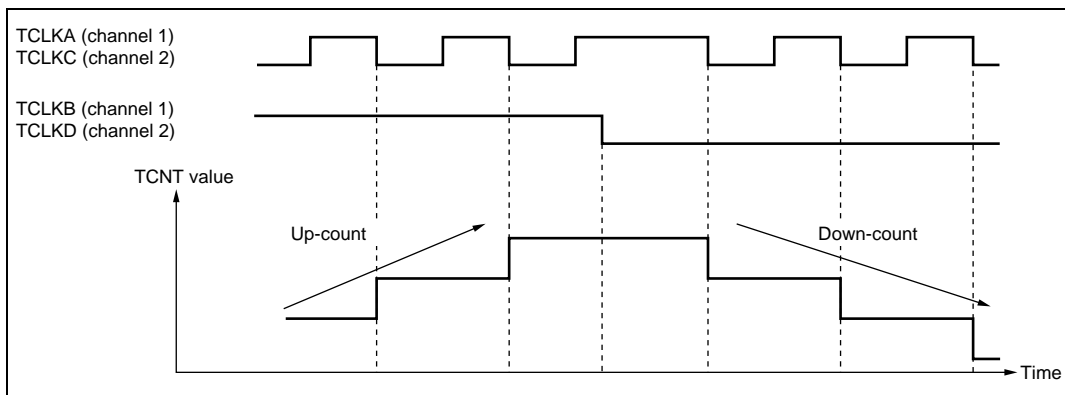 TCLKA (channel 1)
TCLKC (channel 2)
TCLKB (channel 1)
TCLKD (channel 2)
TCNT value
Up-count
Down-count
Time